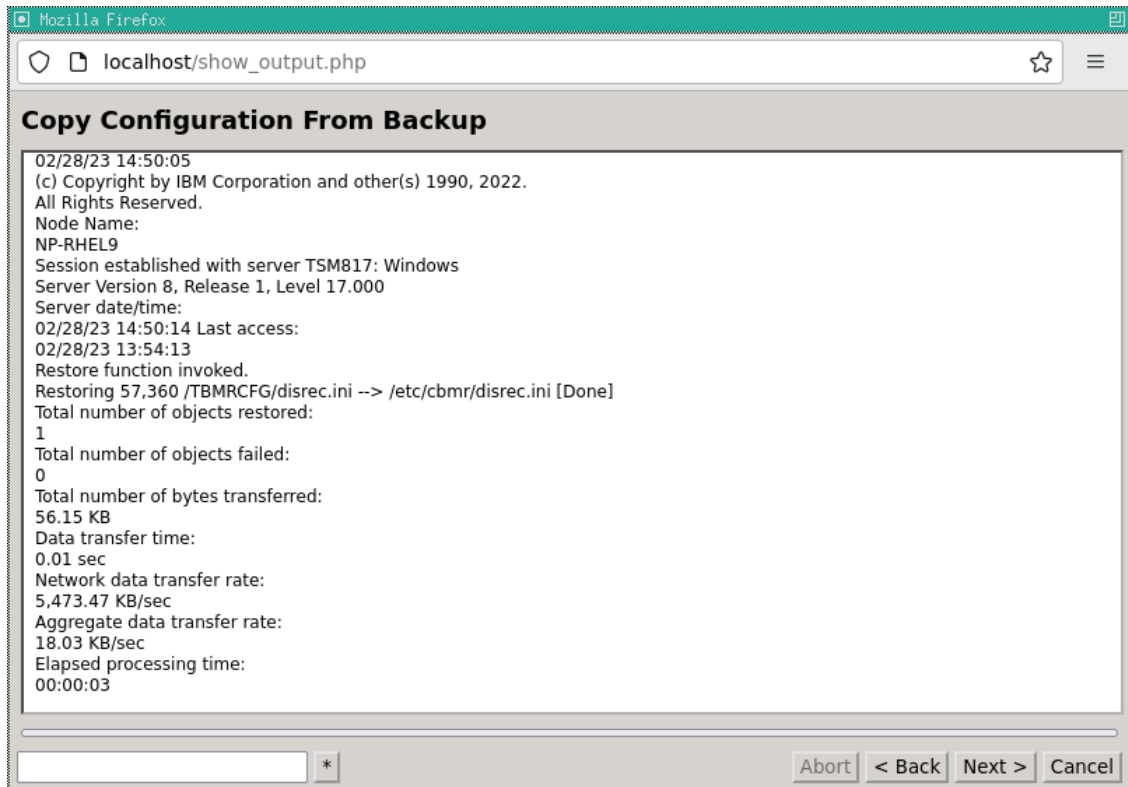 Mozilla Firefox
localhost/show_output.php
Copy Configuration From Backup
02/28/23 14:50:05
(c) Copyright by IBM Corporation and other(s) 1990, 2022.
All Rights Reserved.
Node Name:
NP-RHEL9
Session established with server TSM817: Windows
Server Version 8, Release 1, Level 17.000
Server date/time:
02/28/23 14:50:14 Last access:
02/28/23 13:54:13
Restore function invoked.
Restoring 57,360 /TBMRCFG/disrec.ini --> /etc/cbmr/disrec.ini [Done]
Total number of objects restored:
1
Total number of objects failed:
0
Total number of bytes transferred:
56.15 KB
Data transfer time:
0.01 sec
Network data transfer rate:
5,473.47 KB/sec
Aggregate data transfer rate:
18.03 KB/sec
Elapsed processing time:
00:00:03
* Abort < Back Next > Cancel